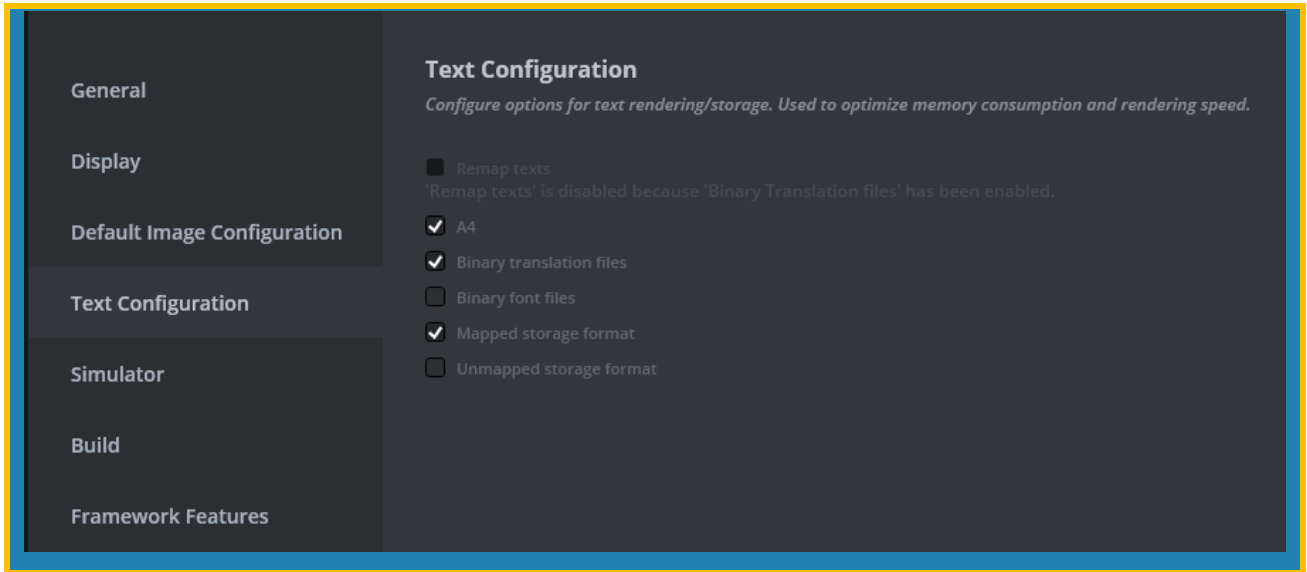 General
Display
Default Image Configuration
Text Configuration
Simulator
Build
Framework Features
Text Configuration
Configure options for text rendering/storage. Used to optimize memory consumption and rendering speed.
Remap texts
'Remap texts' is disabled because 'Binary Translation files' has been enabled.
A4
Binary translation files
Binary font files
Mapped storage format
Unmapped storage format